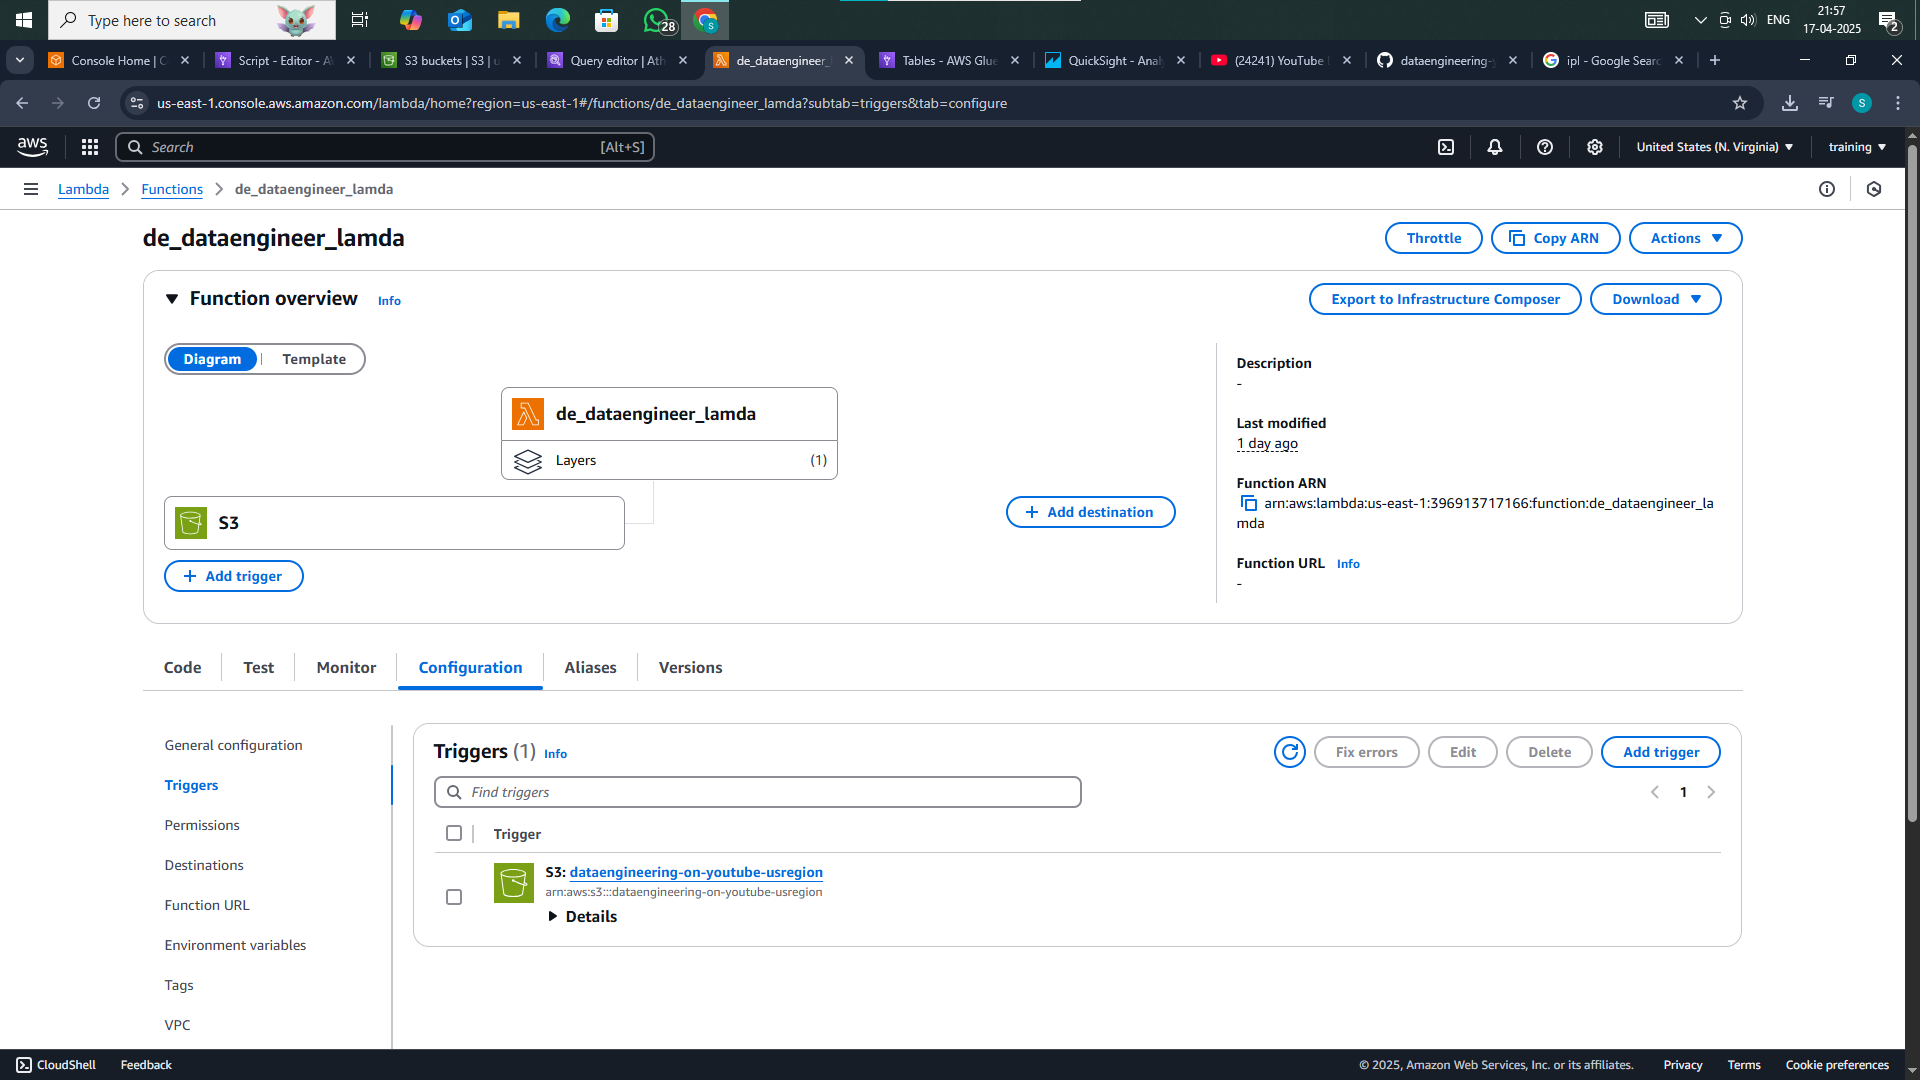 Type here to search
28
ENG
21:57
17-04-2025
2
Console Home | C
Script - Editor - A
S3 buckets | S3 | u
Query editor | Ath
de_dataengineer_
Tables - AWS Glue
QuickSight - Anal
(24241) YouTube
dataengineering-
ipl - Google Searc
us-east-1.console.aws.amazon.com/lambda/home?region=us-east-1#/functions/de_dataengineer_lamda?subtab=triggers&tab=configure
S
aws
Search
[Alt+S]
United States (N. Virginia)
training
Lambda
Functions
de_dataengineer_lamda
de_dataengineer_lamda
Throttle
Copy ARN
Actions
Function overview
Info
Export to Infrastructure Composer
Download
Diagram
Template
de_dataengineer_lamda
Layers
(1)
S3
Add trigger
Add destination
Description
-
Last modified
1 day ago
Function ARN
arn:aws:lambda:us-east-1:396913717166:function:de_dataengineer_la
mda
Function URL
Info
-
Code
Test
Monitor
Configuration
Aliases
Versions
General configuration
Triggers
Permissions
Destinations
Function URL
Environment variables
Tags
VPC
Triggers (1)
Info
Fix errors
Edit
Delete
Add trigger
Find triggers
1
Trigger
S3: dataengineering-on-youtube-usregion
arn:aws:s3:::dataengineering-on-youtube-usregion
Details
CloudShell
Feedback
© 2025, Amazon Web Services, Inc. or its affiliates.
Privacy
Terms
Cookie preferences